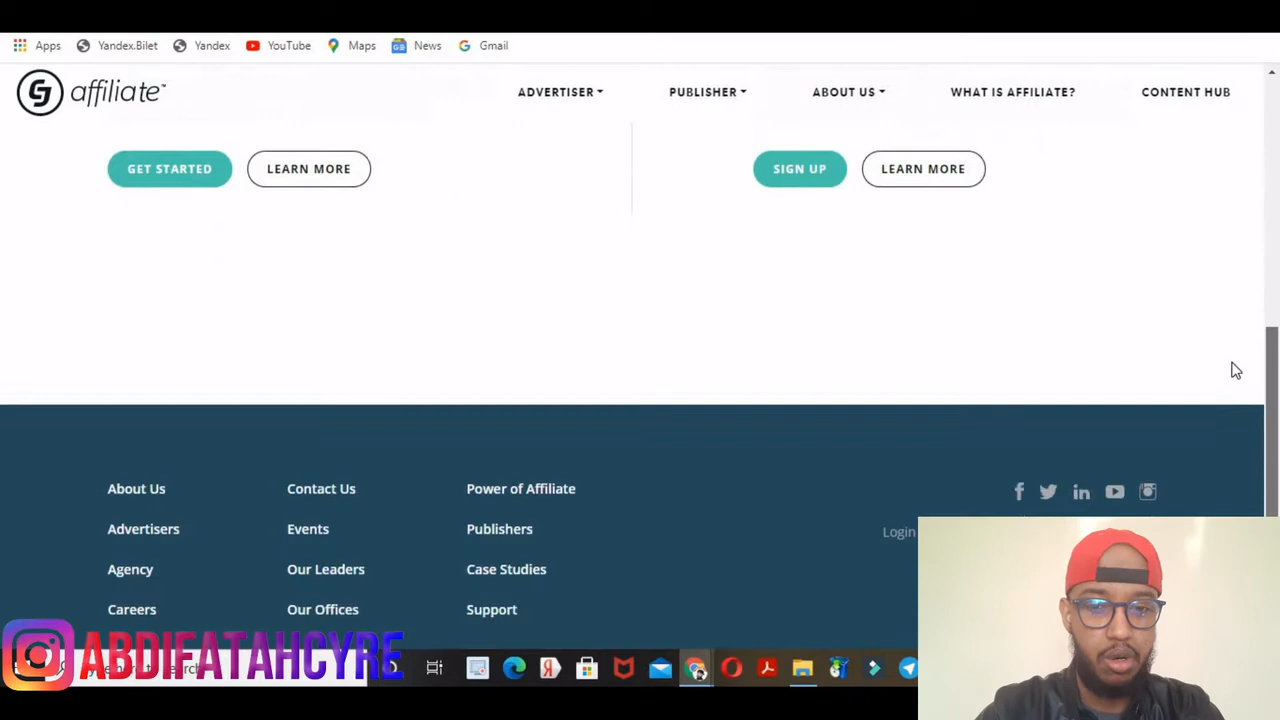 Apps Yandex.Bilet Yandex YouTube Maps News Gmail
CJ affiliate™ ADVERTISER PUBLISHER ABOUT US WHAT IS AFFILIATE? CONTENT HUB
GET STARTED LEARN MORE SIGN UP LEARN MORE
About Us Contact Us Power of Affiliate
Advertisers Events Publishers Login
Agency Our Leaders Case Studies
Careers Our Offices Support
ABDIFATAHCYRE